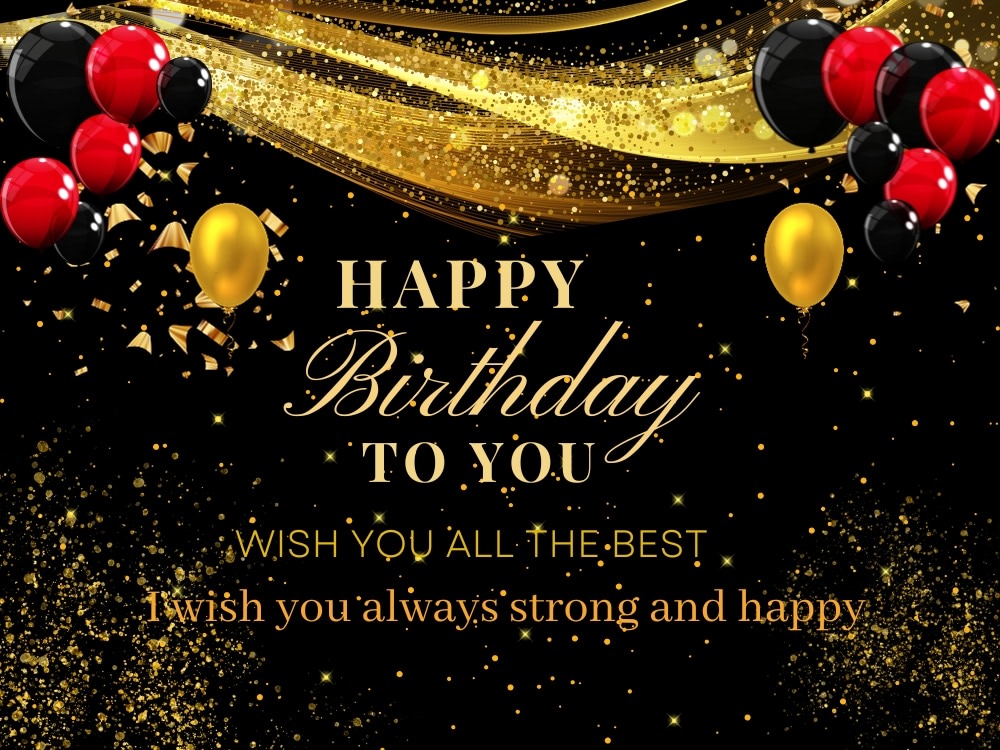 HAPPY
Birthday
TO YOU
WISH YOU ALL THE BEST
I wish you always strong and happy